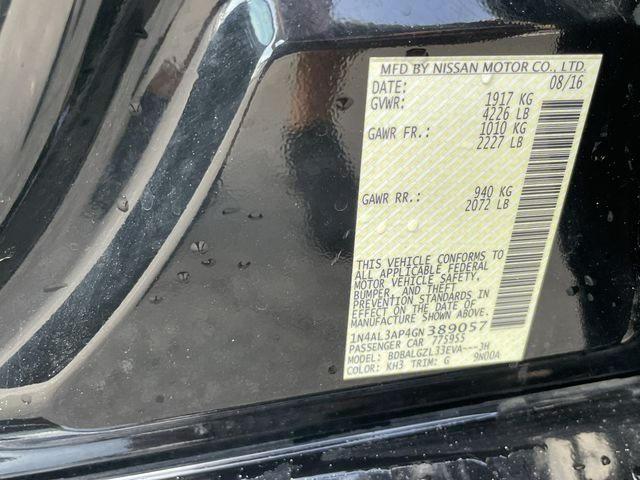 MFD BY NISSAN MOTOR CO., LTD.
DATE: 08/16
GVWR: 1917 KG
4226 LB
GAWR FR.: 1010 KG
2227 LB
GAWR RR.: 940 KG
2072 LB
THIS VEHICLE CONFORMS TO
ALL APPLICABLE FEDERAL
MOTOR VEHICLE SAFETY,
BUMPER, AND THEFT
PREVENTION STANDARDS IN
EFFECT ON THE DATE OF
MANUFACTURE SHOWN ABOVE.
1N4AL3AP4GN389057
PASSENGER CAR 775955
MODEL: BDBALGZL33EVA---3H
COLOR: KH3 TRIM: G 9N00A